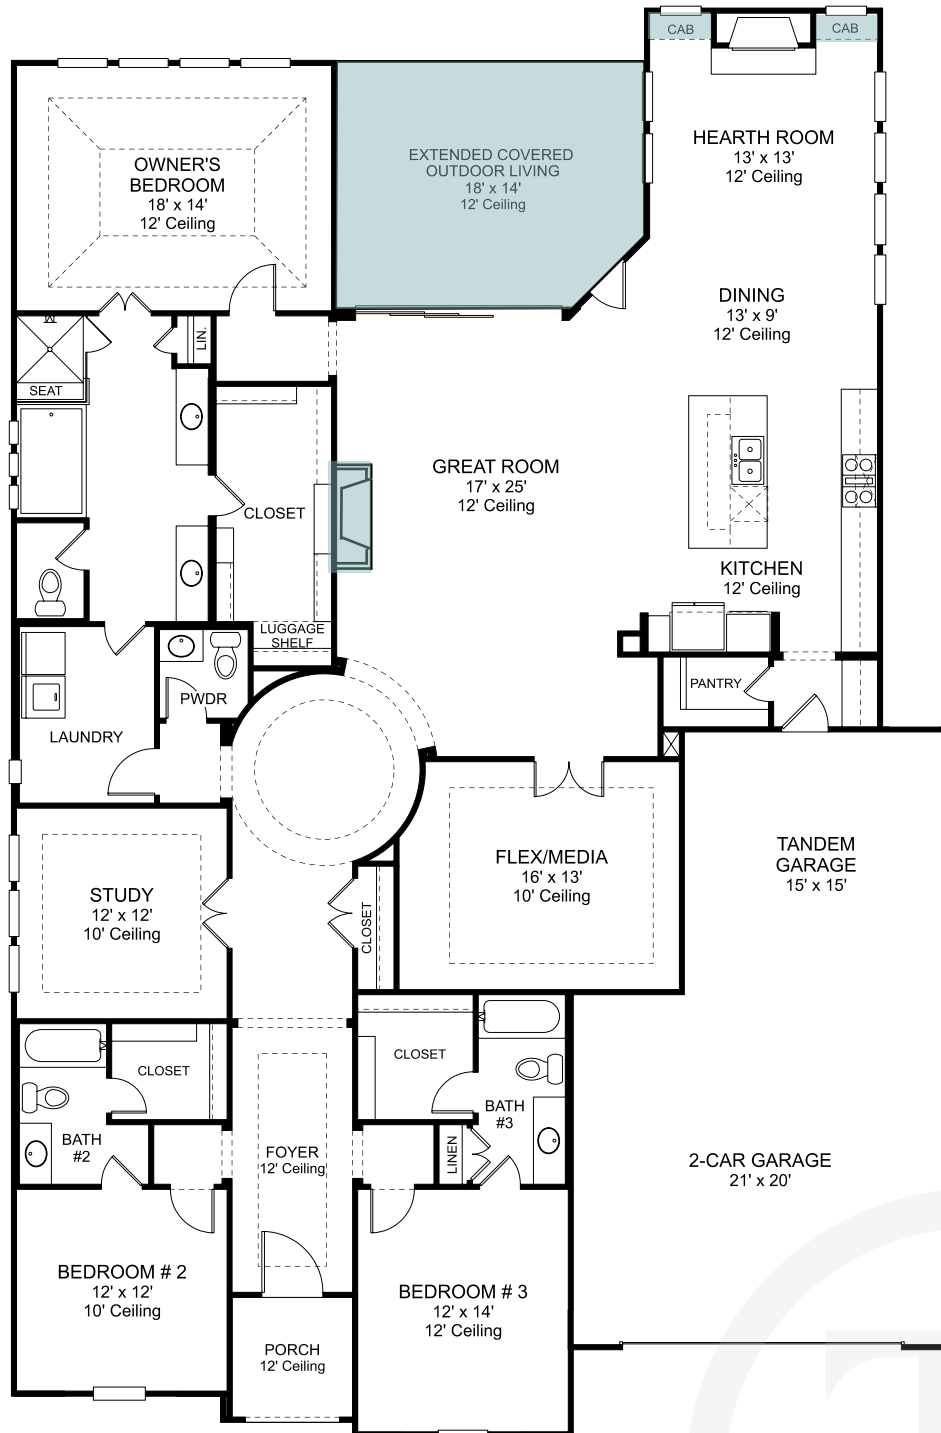 CAB
CAB
HEARTH ROOM
13' x 13'
12' Ceiling
OWNER'S
BEDROOM
18' x 14'
12' Ceiling
EXTENDED COVERED
OUTDOOR LIVING
18' x 14'
12' Ceiling
DINING
13' x 9'
12' Ceiling
LIN.
SEAT
GREAT ROOM
17' x 25'
12' Ceiling
CLOSET
KITCHEN
12' Ceiling
LUGGAGE
SHELF
PWDR
PANTRY
LAUNDRY
TANDEM
GARAGE
15' x 15'
FLEX/MEDIA
16' x 13'
10' Ceiling
STUDY
12' x 12'
10' Ceiling
CLOSET
CLOSET
CLOSET
BATH
#3
BATH
#2
FOYER
12' Ceiling
LINEN
2-CAR GARAGE
21' x 20'
BEDROOM # 2
12' x 12'
10' Ceiling
BEDROOM # 3
12' x 14'
12' Ceiling
PORCH
12' Ceiling